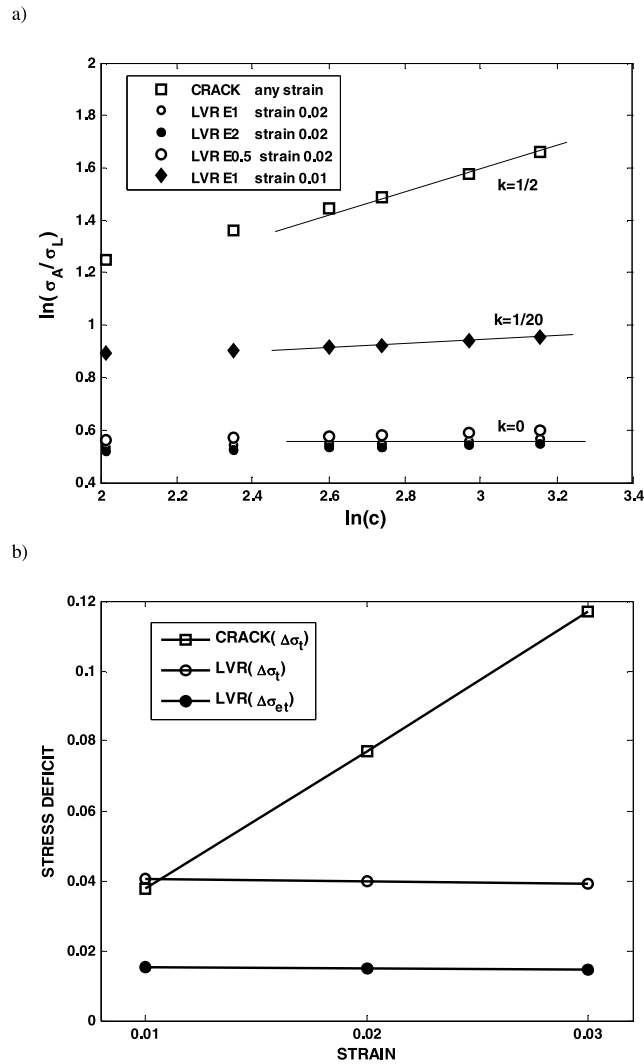 a)
CRACK any strain
LVR E1 strain 0.02
LVR E2 strain 0.02
LVR E0.5 strain 0.02
LVR E1 strain 0.01
1.8
1.6
1.4
1.2
1
0.8
0.6
0.4
k=1/2
k=1/20
k=0
ln(σA/σL)
2
2.2
2.4
2.6
2.8
3
3.2
3.4
ln(c)
b)
0.12
0.1
0.08
0.06
0.04
0.02
0
CRACK(Δσt)
LVR(Δσt)
LVR(Δσet)
STRESS DEFICIT
0.01
0.02
0.03
STRAIN